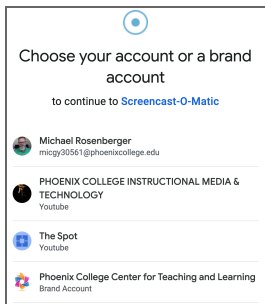 Choose your account or a brand
account
to continue to Screencast-O-Matic
Michael Rosenberger
micgy30561@phoenixcollege.edu
PHOENIX COLLEGE INSTRUCTIONAL MEDIA &
TECHNOLOGY
Youtube
The Spot
Youtube
Phoenix College Center for Teaching and Learning
Brand Account